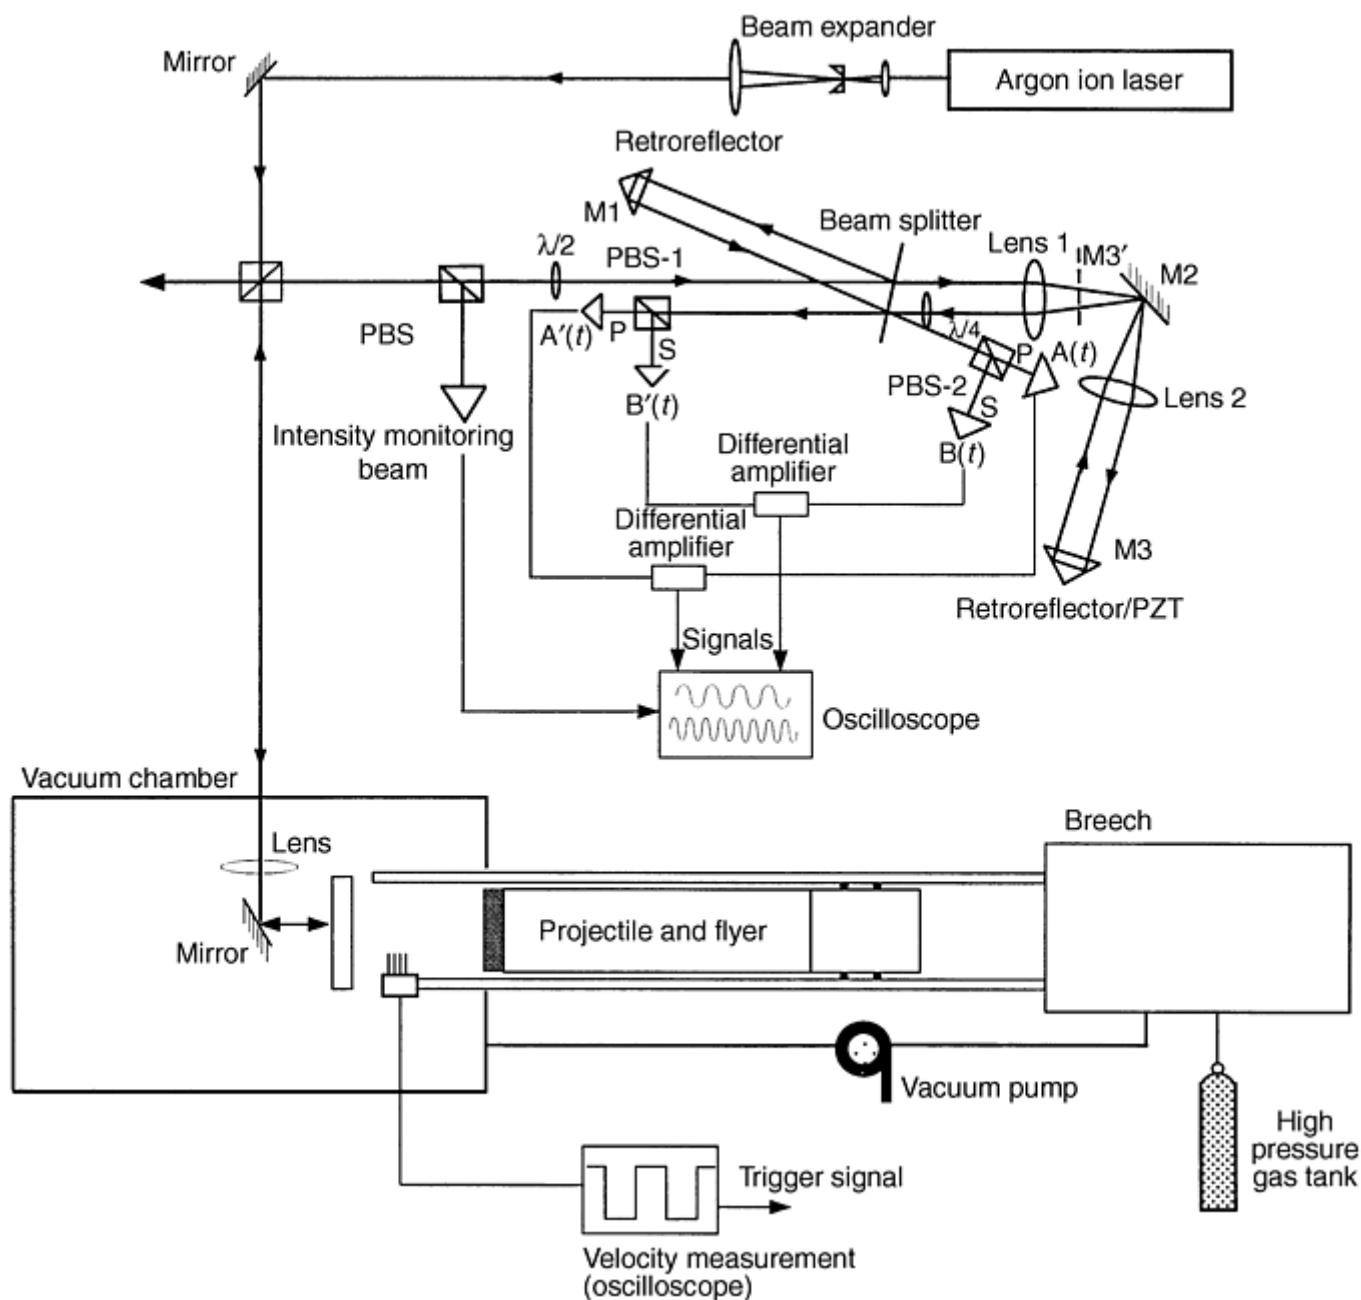 Beam expander
Mirror
Argon ion laser
Retroreflector
M1
Beam splitter
Lens 1
M3′
M2
λ/2
PBS-1
λ/4
A′(t)
P
S
PBS
P
A(t)
PBS-2
S
Lens 2
B′(t)
B(t)
Intensity monitoring
beam
Differential
amplifier
Differential
amplifier
M3
Retroreflector/PZT
Signals
Oscilloscope
Vacuum chamber
Lens
Breech
Projectile and flyer
Mirror
Vacuum pump
High
pressure
gas tank
Trigger signal
Velocity measurement
(oscilloscope)